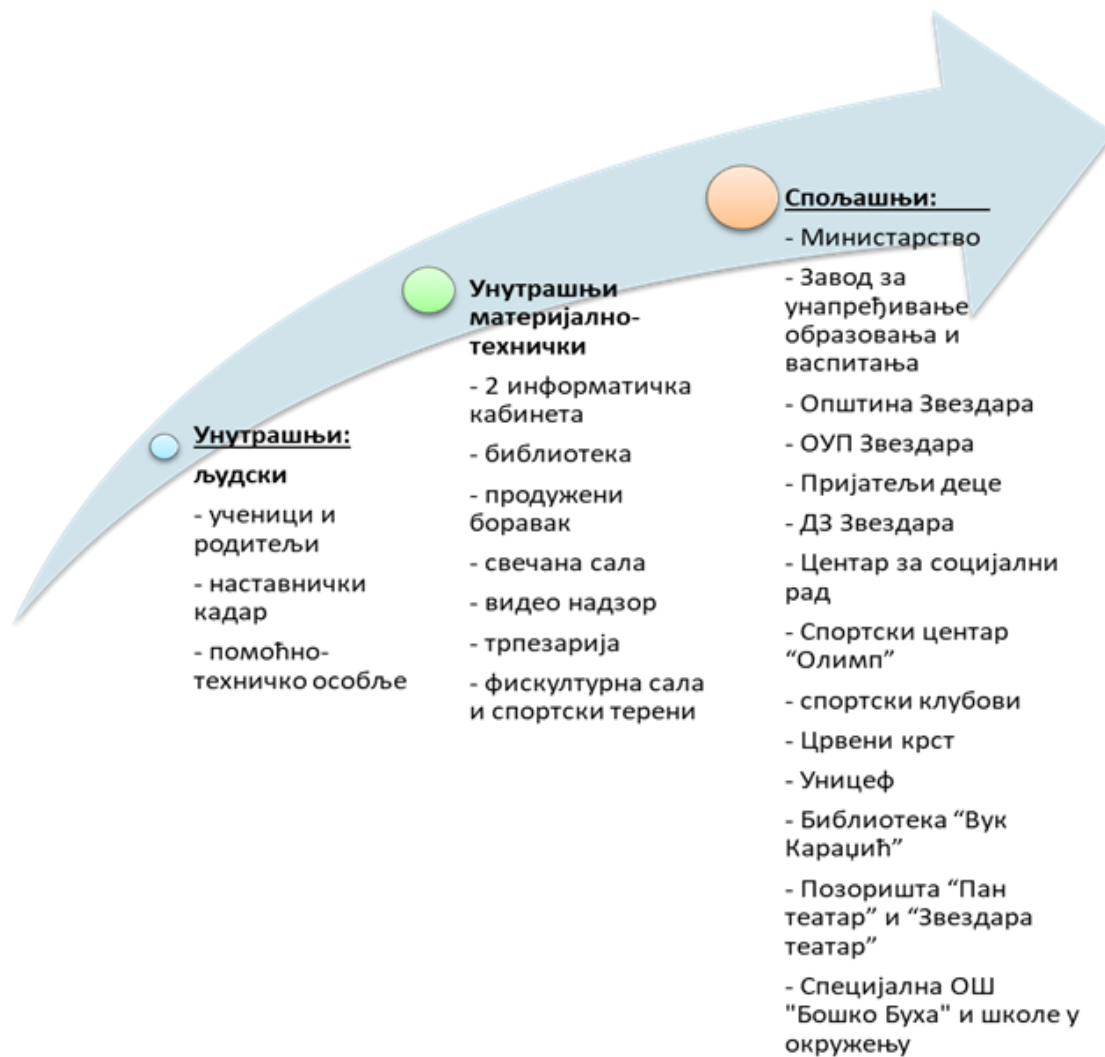 Унутрашњи:
људски
- ученици и
родитељи
- наставнички
кадар
- помоћно-
техничко особље
Унутрашњи
материјално-
технички
- 2 информатичка
кабинета
- библиотека
- продужени
боравак
- свечана сала
- видео надзор
- трпезарија
- фискултурна сала
и спортски терени
Спољашњи:
- Министарство
- Завод за
унапређивање
образовања и
васпитања
- Општина Звездара
- ОУП Звездара
- Пријатељи деце
- ДЗ Звездара
- Центар за социјални
рад
- Спортски центар
“Олимп”
- спортски клубови
- Црвени крст
- Уницеф
- Библиотека “Вук
Караџић”
- Позоришта “Пан
театар” и “Звездара
театар”
- Специјална ОШ
"Бошко Буха" и школе у
окружењу